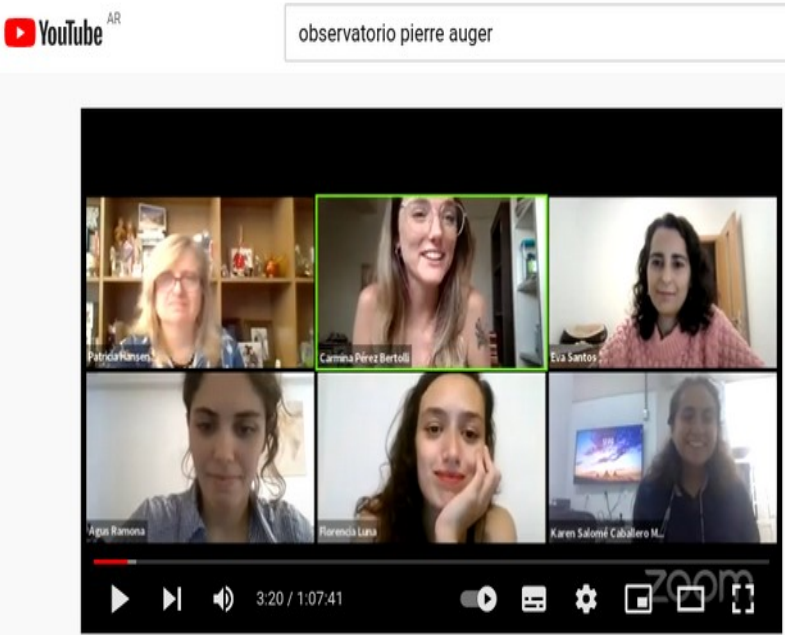 YouTube AR
observatorio pierre auger
Patricia Hansen
Carmina Pérez Bertolli
Eva Santos
Agus Ramona
Florencia Luna
Karen Salomé Caballero M...
3:20 / 1:07:41
zoom